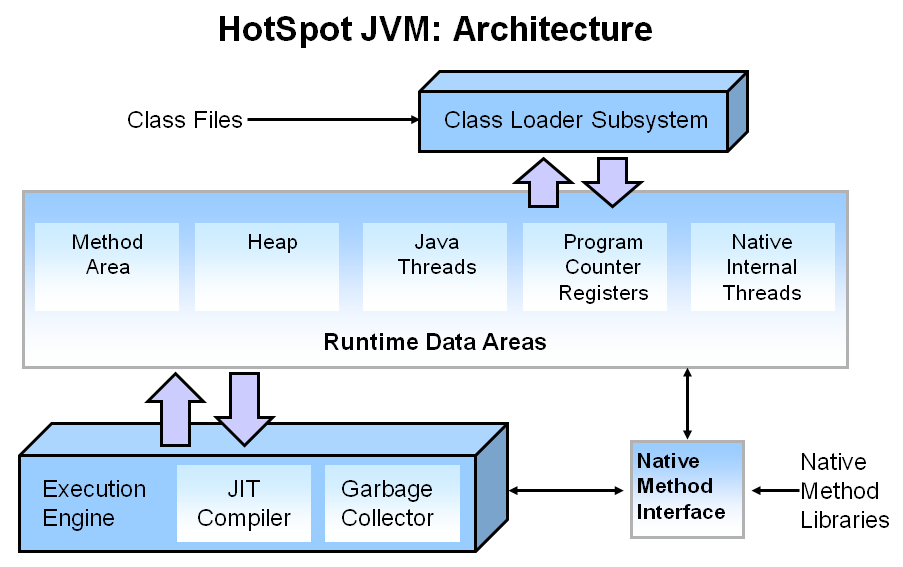 HotSpot JVM: Architecture
Class Files
Class Loader Subsystem
Method
Area
Heap
Java
Threads
Program
Counter
Registers
Native
Internal
Threads
Runtime Data Areas
Execution
Engine
JIT
Compiler
Garbage
Collector
Native
Method
Interface
Native
Method
Libraries